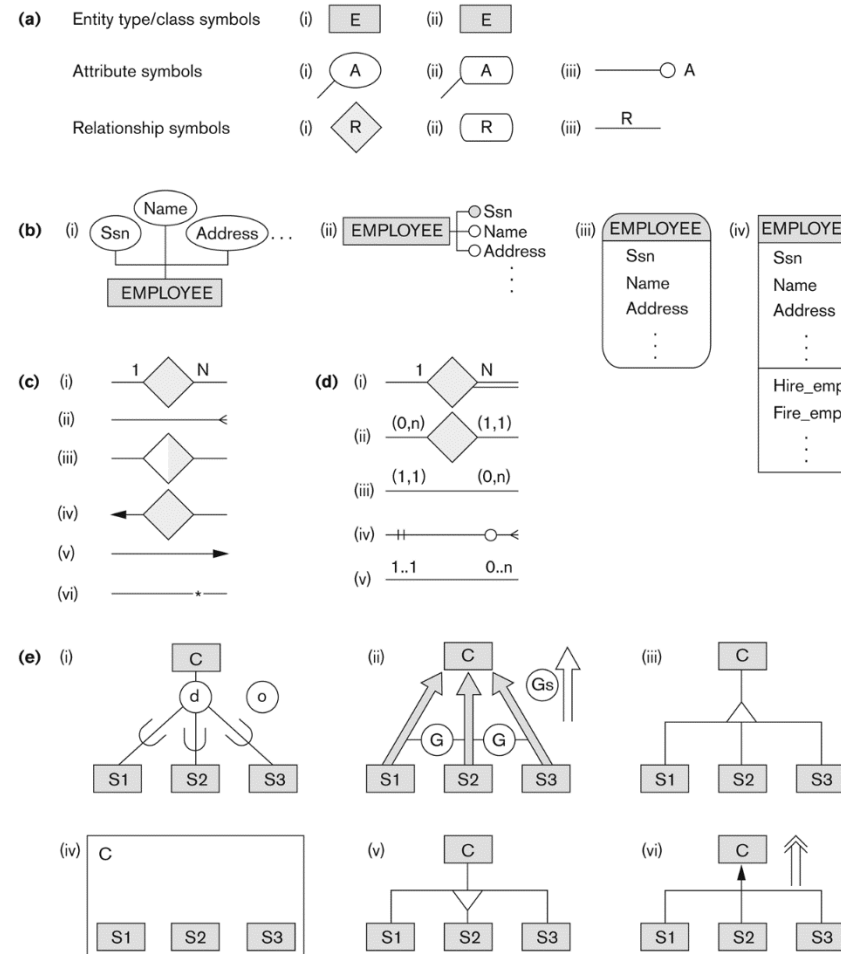 (a) Entity type/class symbols (i) E (ii) E
Attribute symbols (i) A (ii) A (iii) A
Relationship symbols (i) R (ii) R (iii) R
(b) (i) Ssn Name Address ...
EMPLOYEE
(ii) EMPLOYEE Ssn
Name
Address
(iii) EMPLOYEE
Ssn
Name
Address
(iv) EMPLOYE
Ssn
Name
Address
Hire_emp
Fire_emp
(c) (i) 1 N
(ii)
(iii)
(iv)
(v)
(vi) *
(d) (i) 1 N
(ii) (0,n) (1,1)
(iii) (1,1) (0,n)
(iv)
(v) 1..1 0..n
(e) (i) C
d o
S1 S2 S3
(ii) C
Gs
G G
S1 S2 S3
(iii) C
S1 S2 S3
(iv) C
S1 S2 S3
(v) C
S1 S2 S3
(vi) C
S1 S2 S3